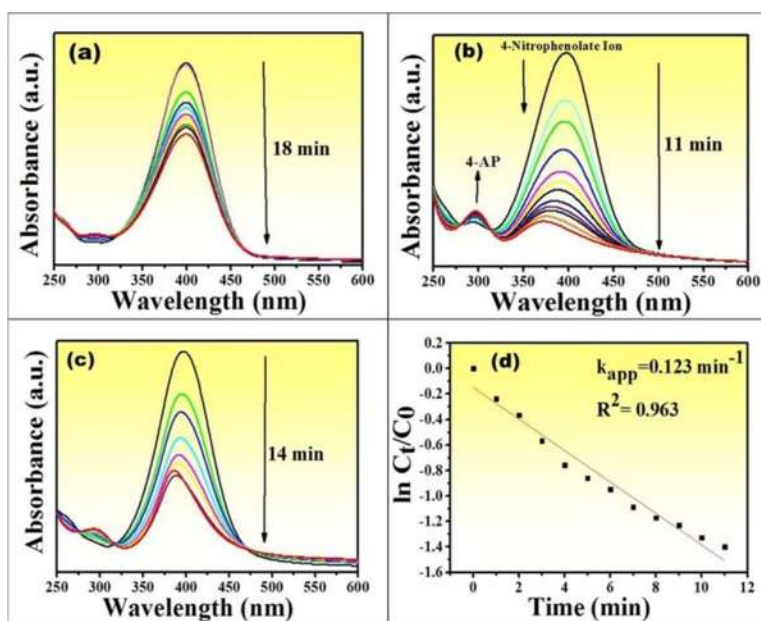 (a)
18 min
Absorbance (a.u.)
250 300 350 400 450 500 550 600
Wavelength (nm)
(b)
4-Nitrophenolate Ion
4-AP
11 min
Absorbance (a.u.)
250 300 350 400 450 500 550 600
Wavelength (nm)
(c)
14 min
Absorbance (a.u.)
250 300 350 400 450 500 550 600
Wavelength (nm)
(d)
k_app=0.123 min^-1
R^2= 0.963
ln Ct/C0
0.2
0.0
-0.2
-0.4
-0.6
-0.8
-1.0
-1.2
-1.4
-1.6
0 2 4 6 8 10 12
Time (min)